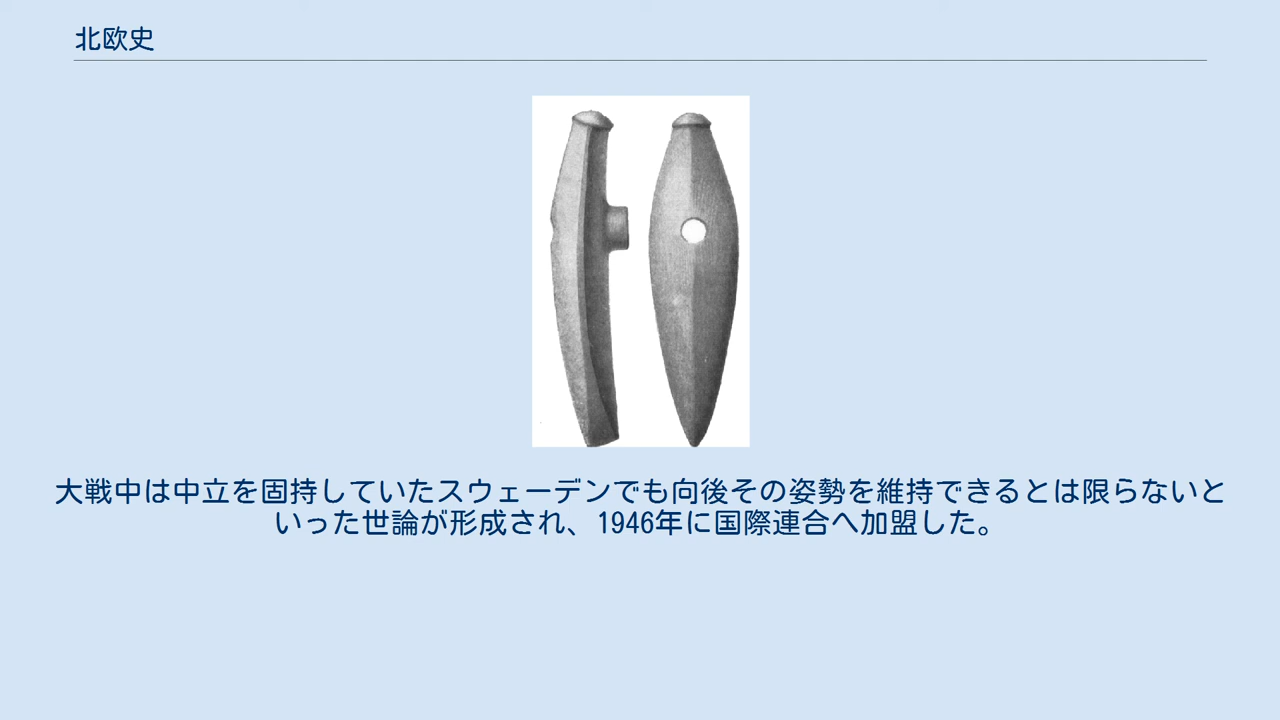 北欧史
大戦中は中立を固持していたスウェーデンでも向後その姿勢を維持できるとは限らないと
いった世論が形成され、1946年に国際連合へ加盟した。